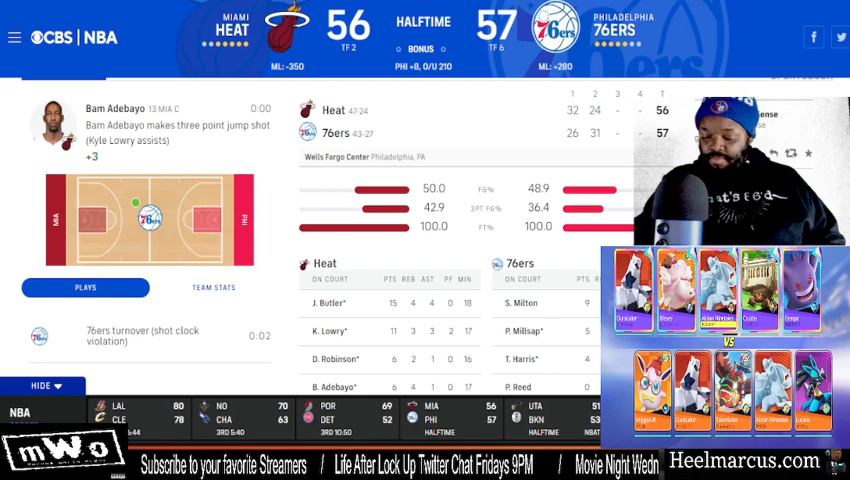 MIAMI
HEAT
56
TF 2
ML: -350
HALFTIME
BONUS
PHI +8, O/U 210
57
TF 6
76ers
PHILADELPHIA
76ERS
ML: +280
CBS | NBA
Bam Adebayo 13 MIA C 0:00
Bam Adebayo makes three point jump shot
(Kyle Lowry assists)
+3
MIA
76ers
PHI
PLAYS
TEAM STATS
76ers turnover (shot clock
violation)
0:02
HIDE
1 2 3 4 T
Heat 47-24 32 24 - - 56
76ers 43-27 26 31 - - 57
Wells Fargo Center Philadelphia, PA
50.0 FG% 48.9
42.9 3PT FG% 36.4
100.0 FT% 100.0
Heat
ON COURT PTS REB AST PF MIN
J. Butler* 15 4 4 0 18
K. Lowry* 11 3 3 2 17
D. Robinson* 6 2 1 0 16
B. Adebayo* 6 4 1 0 17
76ers
ON COURT PTS
S. Milton 9
P. Millsap* 5
T. Harris* 4
P. Reed 0
Sense
VS
Duraludon
Blissey
Alolan Ninetales
Crustle
Gengar
NBA
LAL 80
CLE 78
NO 70
CHA 63
3RD 5:40
POR 69
DET 52
3RD 10:50
MIA 56
PHI 57
HALFTIME
UTA 51
BKN 53
HALFTIME
mWo
Subscribe to your favorite Streamers / Life After Lock Up Twitter Chat Fridays 9PM / Movie Night Wedn
Heelmarcus.com